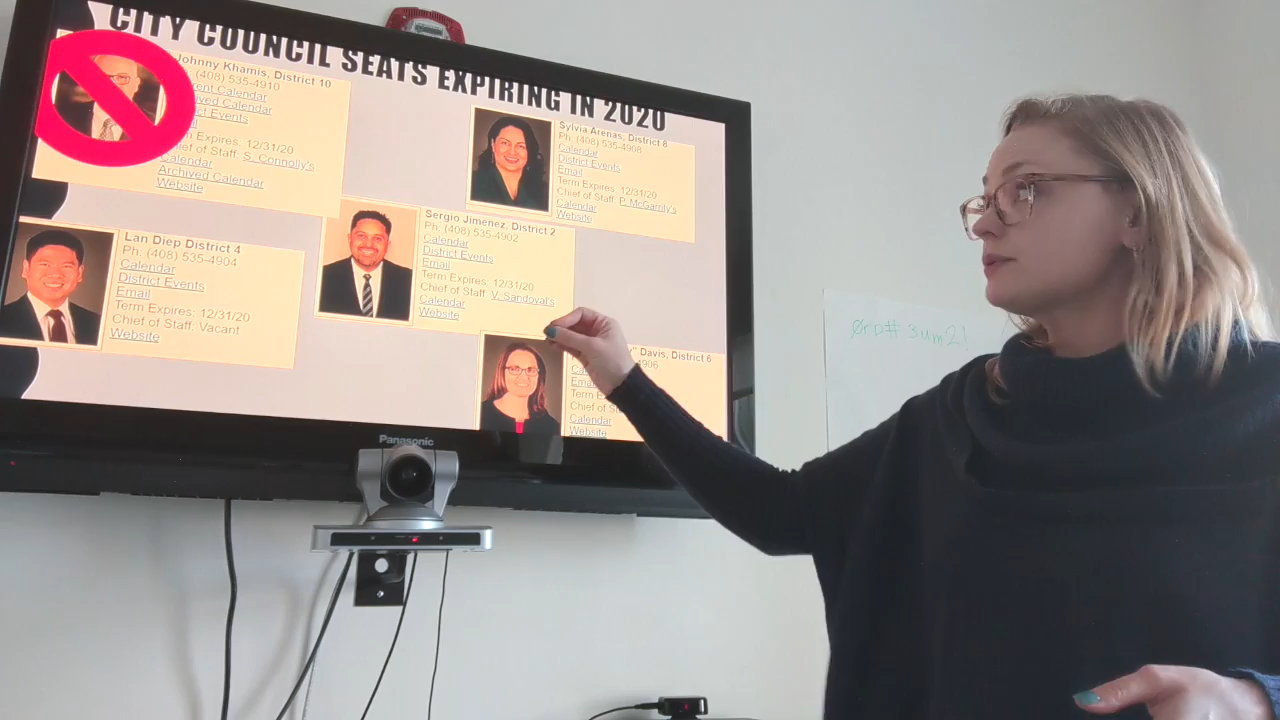 CITY COUNCIL SEATS EXPIRING IN 2020
Johnny Khamis, District 10
(408) 535-4910
Calendar
Calendar
Events
Expires: 12/31/20
of Staff. S. Connolly's
Calendar
Archived Calendar
Website
Sylvia Arenas, District 8
Ph. (408) 535-4908
Calendar
District Events
Email
Term Expires: 12/31/20
Chief of Staff. P. McGarrity's
Calendar
Website
Sergio Jimenez, District 2
Ph. (408) 535-4902
Calendar
District Events
Email
Term Expires: 12/31/20
Chief of Staff. V. Sandoval's
Calendar
Website
Lan Diep District 4
Ph. (408) 535-4904
Calendar
District Events
Email
Term Expires: 12/31/20
Chief of Staff. Vacant
Website
Davis, District 6
4906
Email
Term
Chief of
Calendar
Website
Panasonic